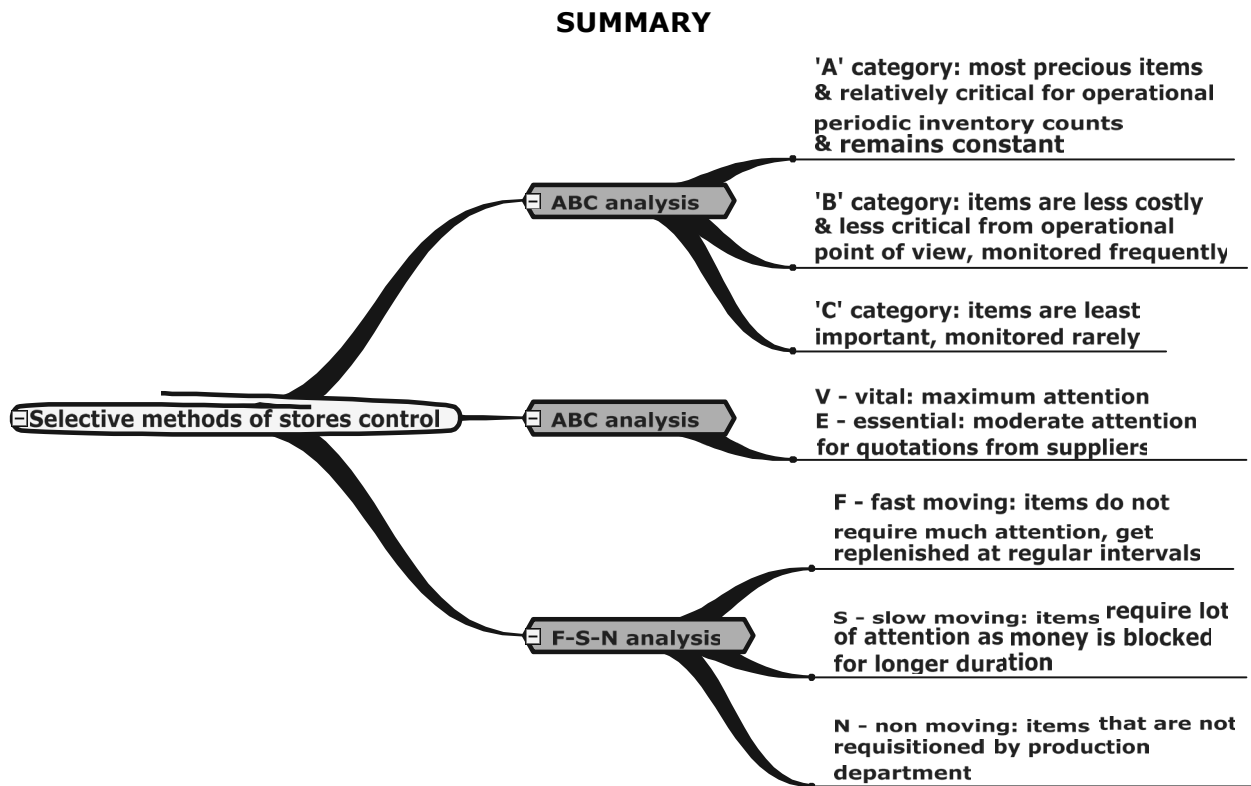 SUMMARY
'A' category: most precious items
& relatively critical for operational
periodic inventory counts
& remains constant
ABC analysis
'B' category: items are less costly
& less critical from operational
point of view, monitored frequently
'C' category: items are least
important, monitored rarely
Selective methods of stores control
ABC analysis
V - vital: maximum attention
E - essential: moderate attention
for quotations from suppliers
F-S-N analysis
F - fast moving: items do not
require much attention, get
replenished at regular intervals
S - slow moving: items require lot
of attention as money is blocked
for longer duration
N - non moving: items that are not
requisitioned by production
department